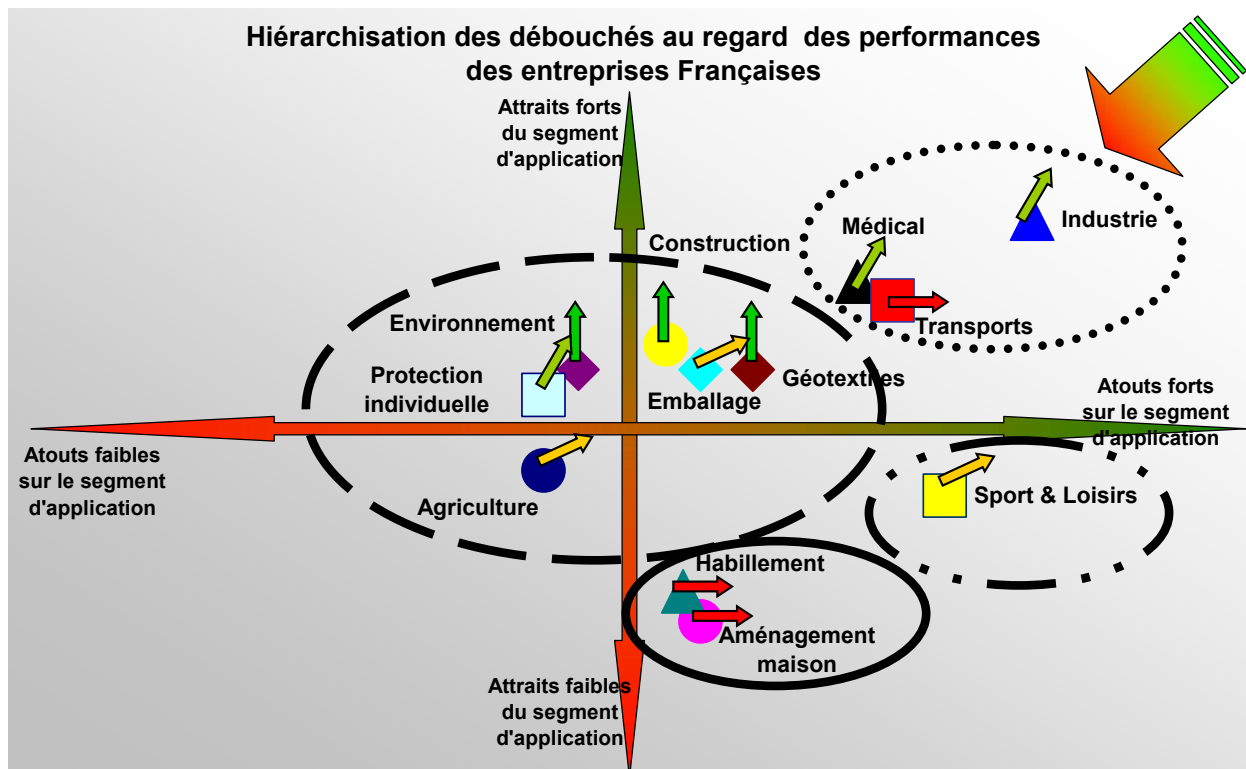 Hiérarchisation des débouchés au regard  des performances
des entreprises Françaises
Attraits forts
du segment
d'application
Construction
Médical
Industrie
Transports
Environnement
Protection
individuelle
Emballage
Géotextiles
Atouts forts
sur le segment
d'application
Atouts faibles
sur le segment
d'application
Agriculture
Sport & Loisirs
Habillement
Aménagement
maison
Attraits faibles
du segment
d'application